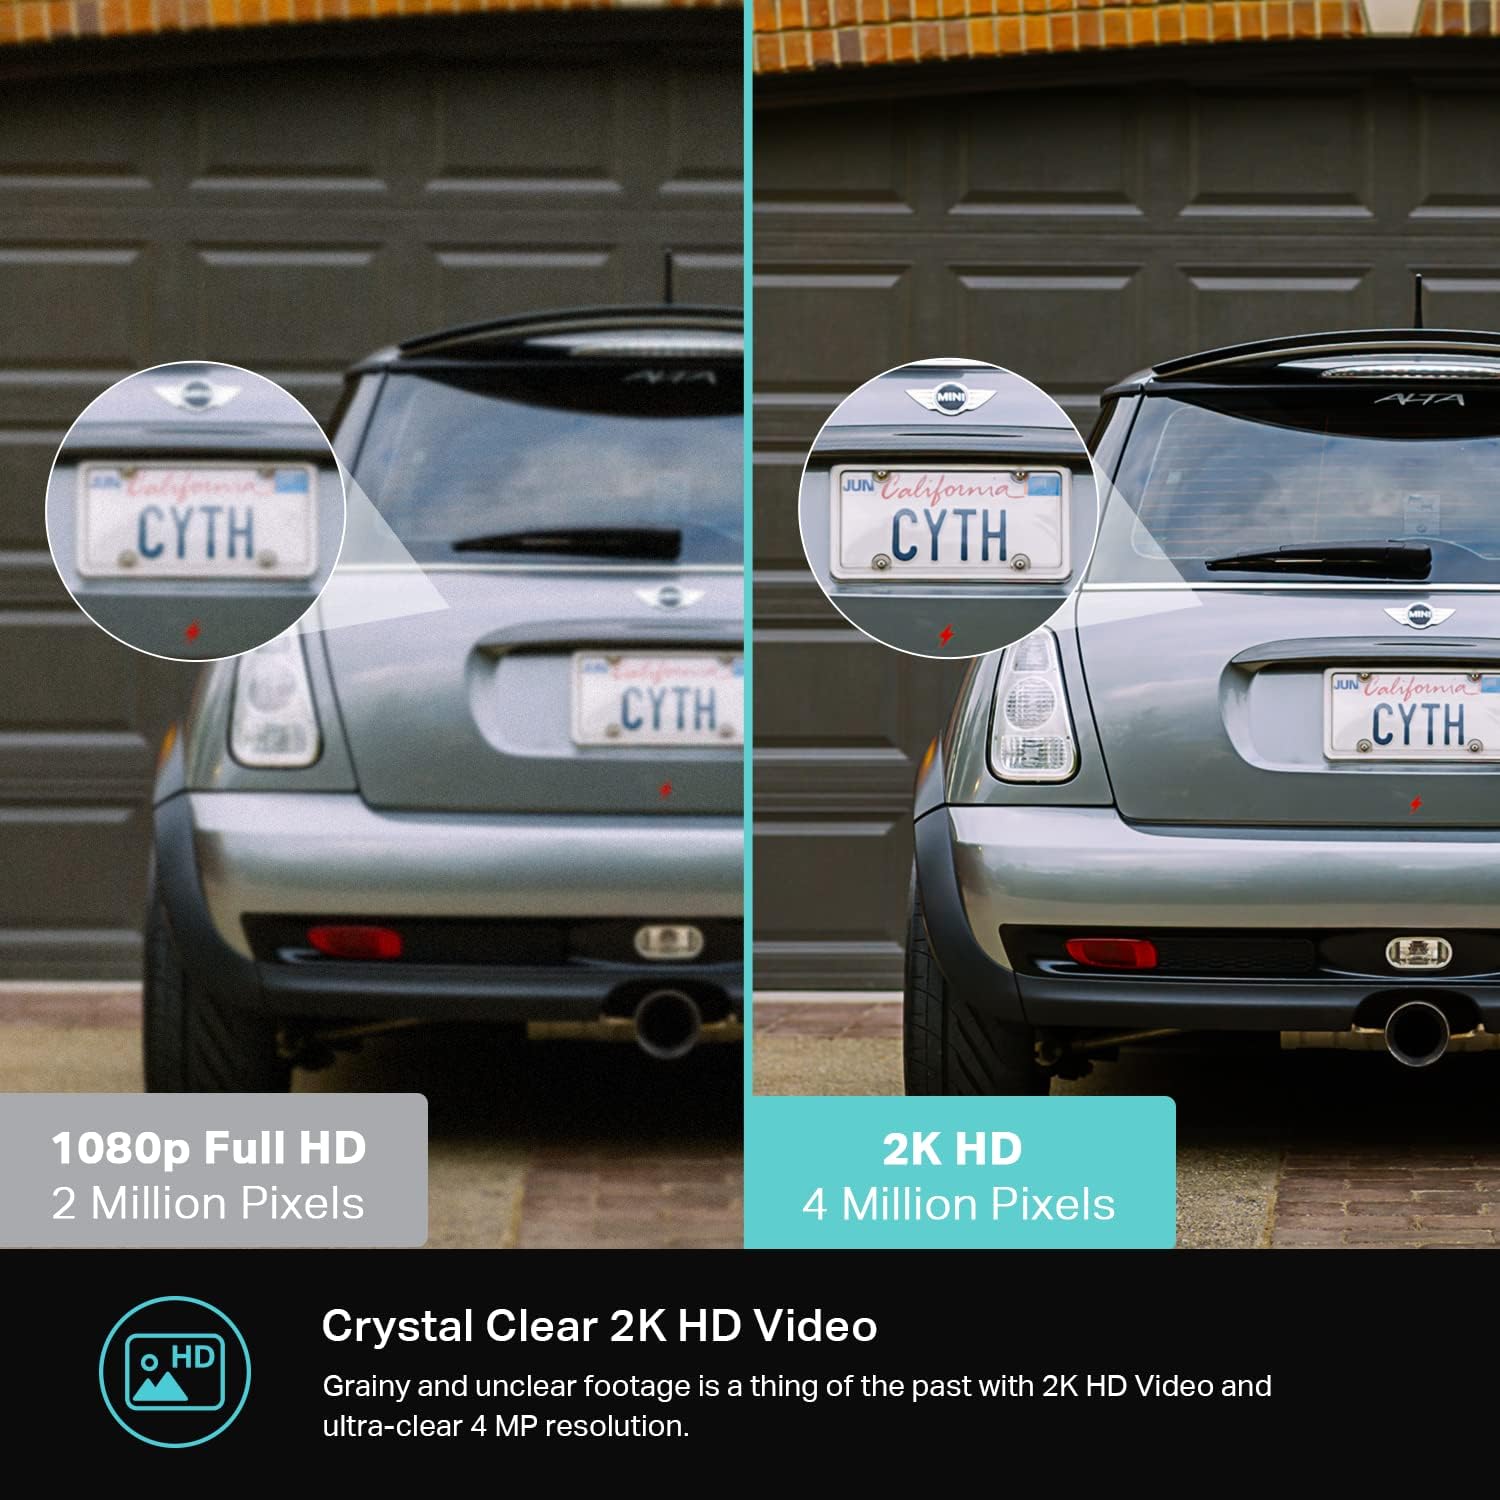 ALTA
JUN California
CYTH
JUN California
CYTH
MINI
ALTA
JUN California
CYTH
MINI
JUN California
CYTH
1080p Full HD
2 Million Pixels
2K HD
4 Million Pixels
HD
Crystal Clear 2K HD Video
Grainy and unclear footage is a thing of the past with 2K HD Video and
ultra-clear 4 MP resolution.